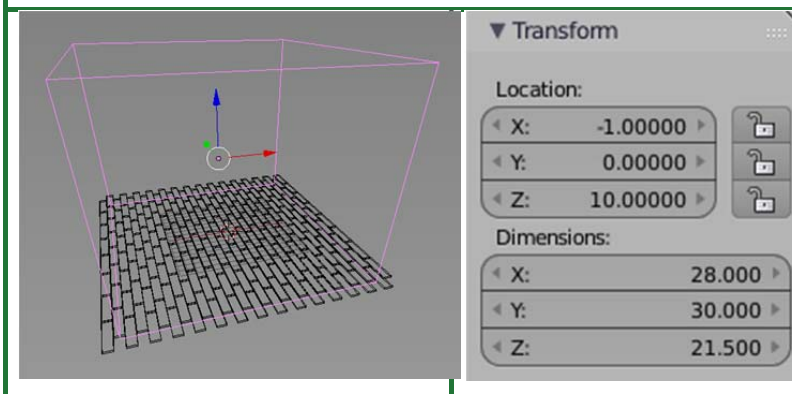 Transform
Location:
X: -1.00000
Y: 0.00000
Z: 10.00000
Dimensions:
X: 28.000
Y: 30.000
Z: 21.500